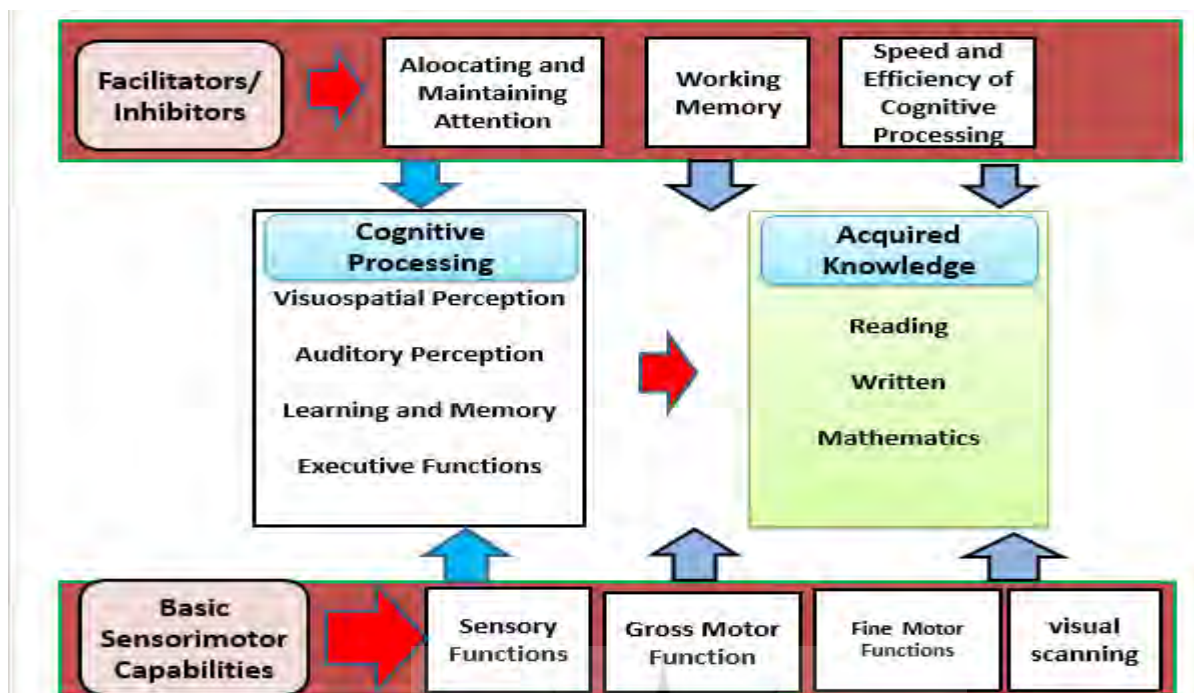 Facilitators/
Inhibitors
Aloocating and
Maintaining
Attention
Working
Memory
Speed and
Efficiency of
Cognitive
Processing
Cognitive
Processing
Visuospatial Perception
Auditory Perception
Learning and Memory
Executive Functions
Acquired
Knowledge
Reading
Written
Mathematics
Basic
Sensorimotor
Capabilities
Sensory
Functions
Gross Motor
Function
Fine Motor
Functions
visual
scanning